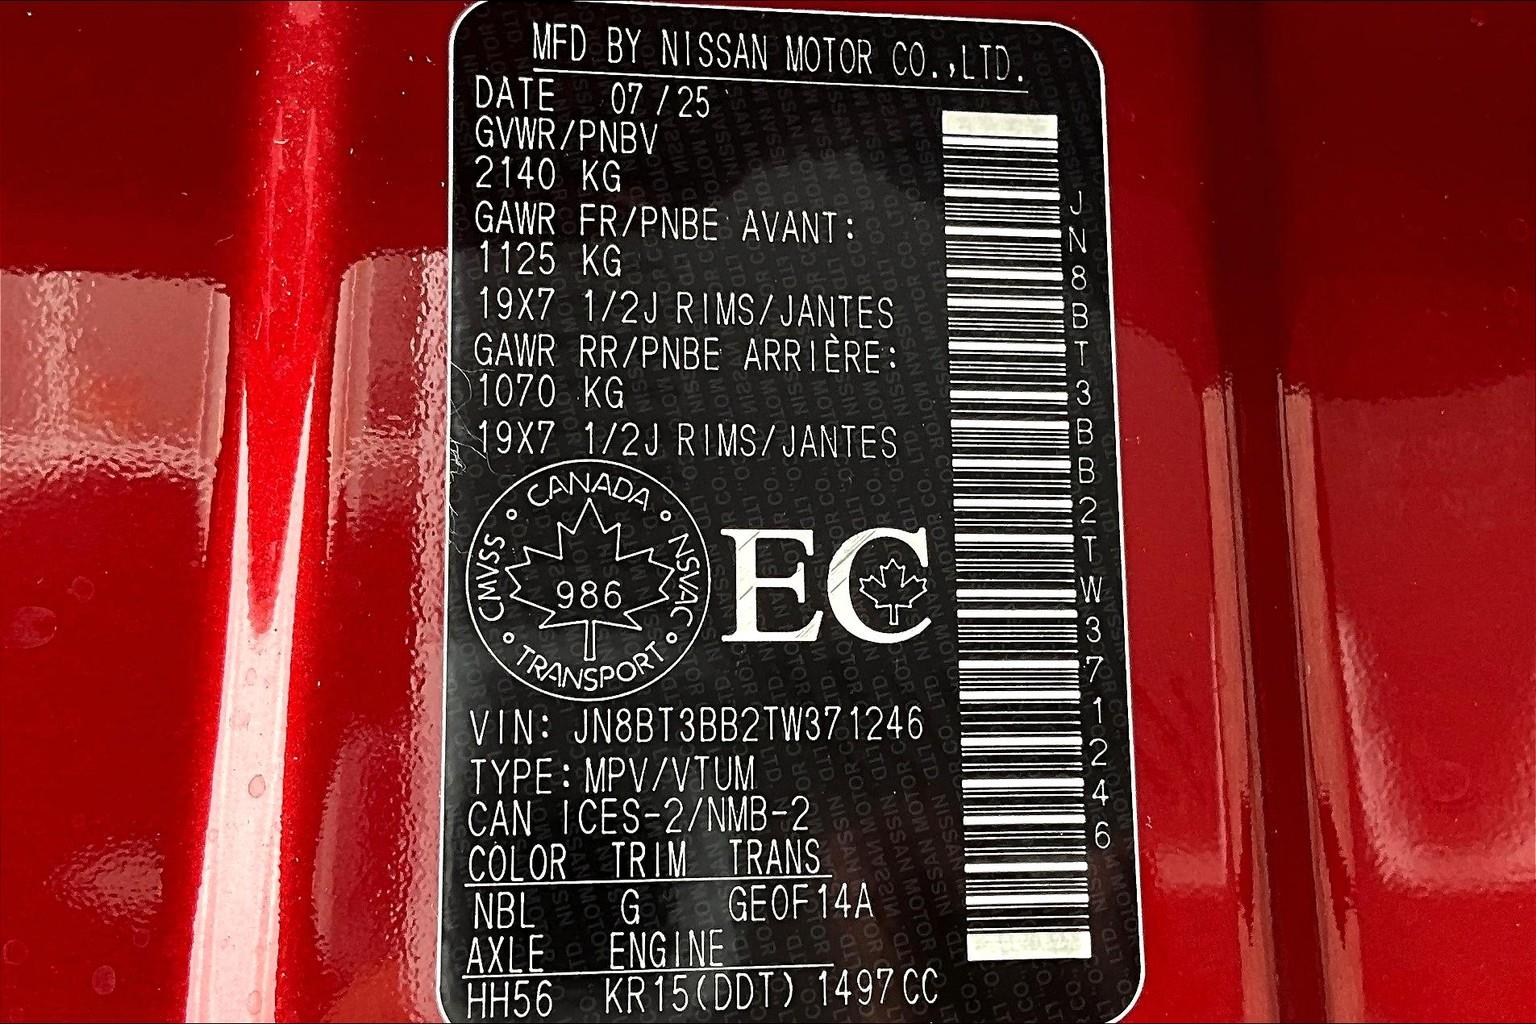 MFD BY NISSAN MOTOR CO.,LTD.
DATE 07/25
GVWR/PNBV
2140 KG
GAWR FR/PNBE AVANT:
1125 KG
19X7 1/2J RIMS/JANTES
GAWR RR/PNBE ARRIÈRE:
1070 KG
19X7 1/2J RIMS/JANTES
CANADA
CMVSS 986 NSVAC
TRANSPORT
EC
VIN: JN8BT3BB2TW371246
TYPE: MPV/VTUM
CAN ICES-2/NMB-2
COLOR TRIM TRANS
NBL G GEOF14A
AXLE ENGINE
HH56 KR15(DDT) 1497CC
JN8BT3BB2TW371246